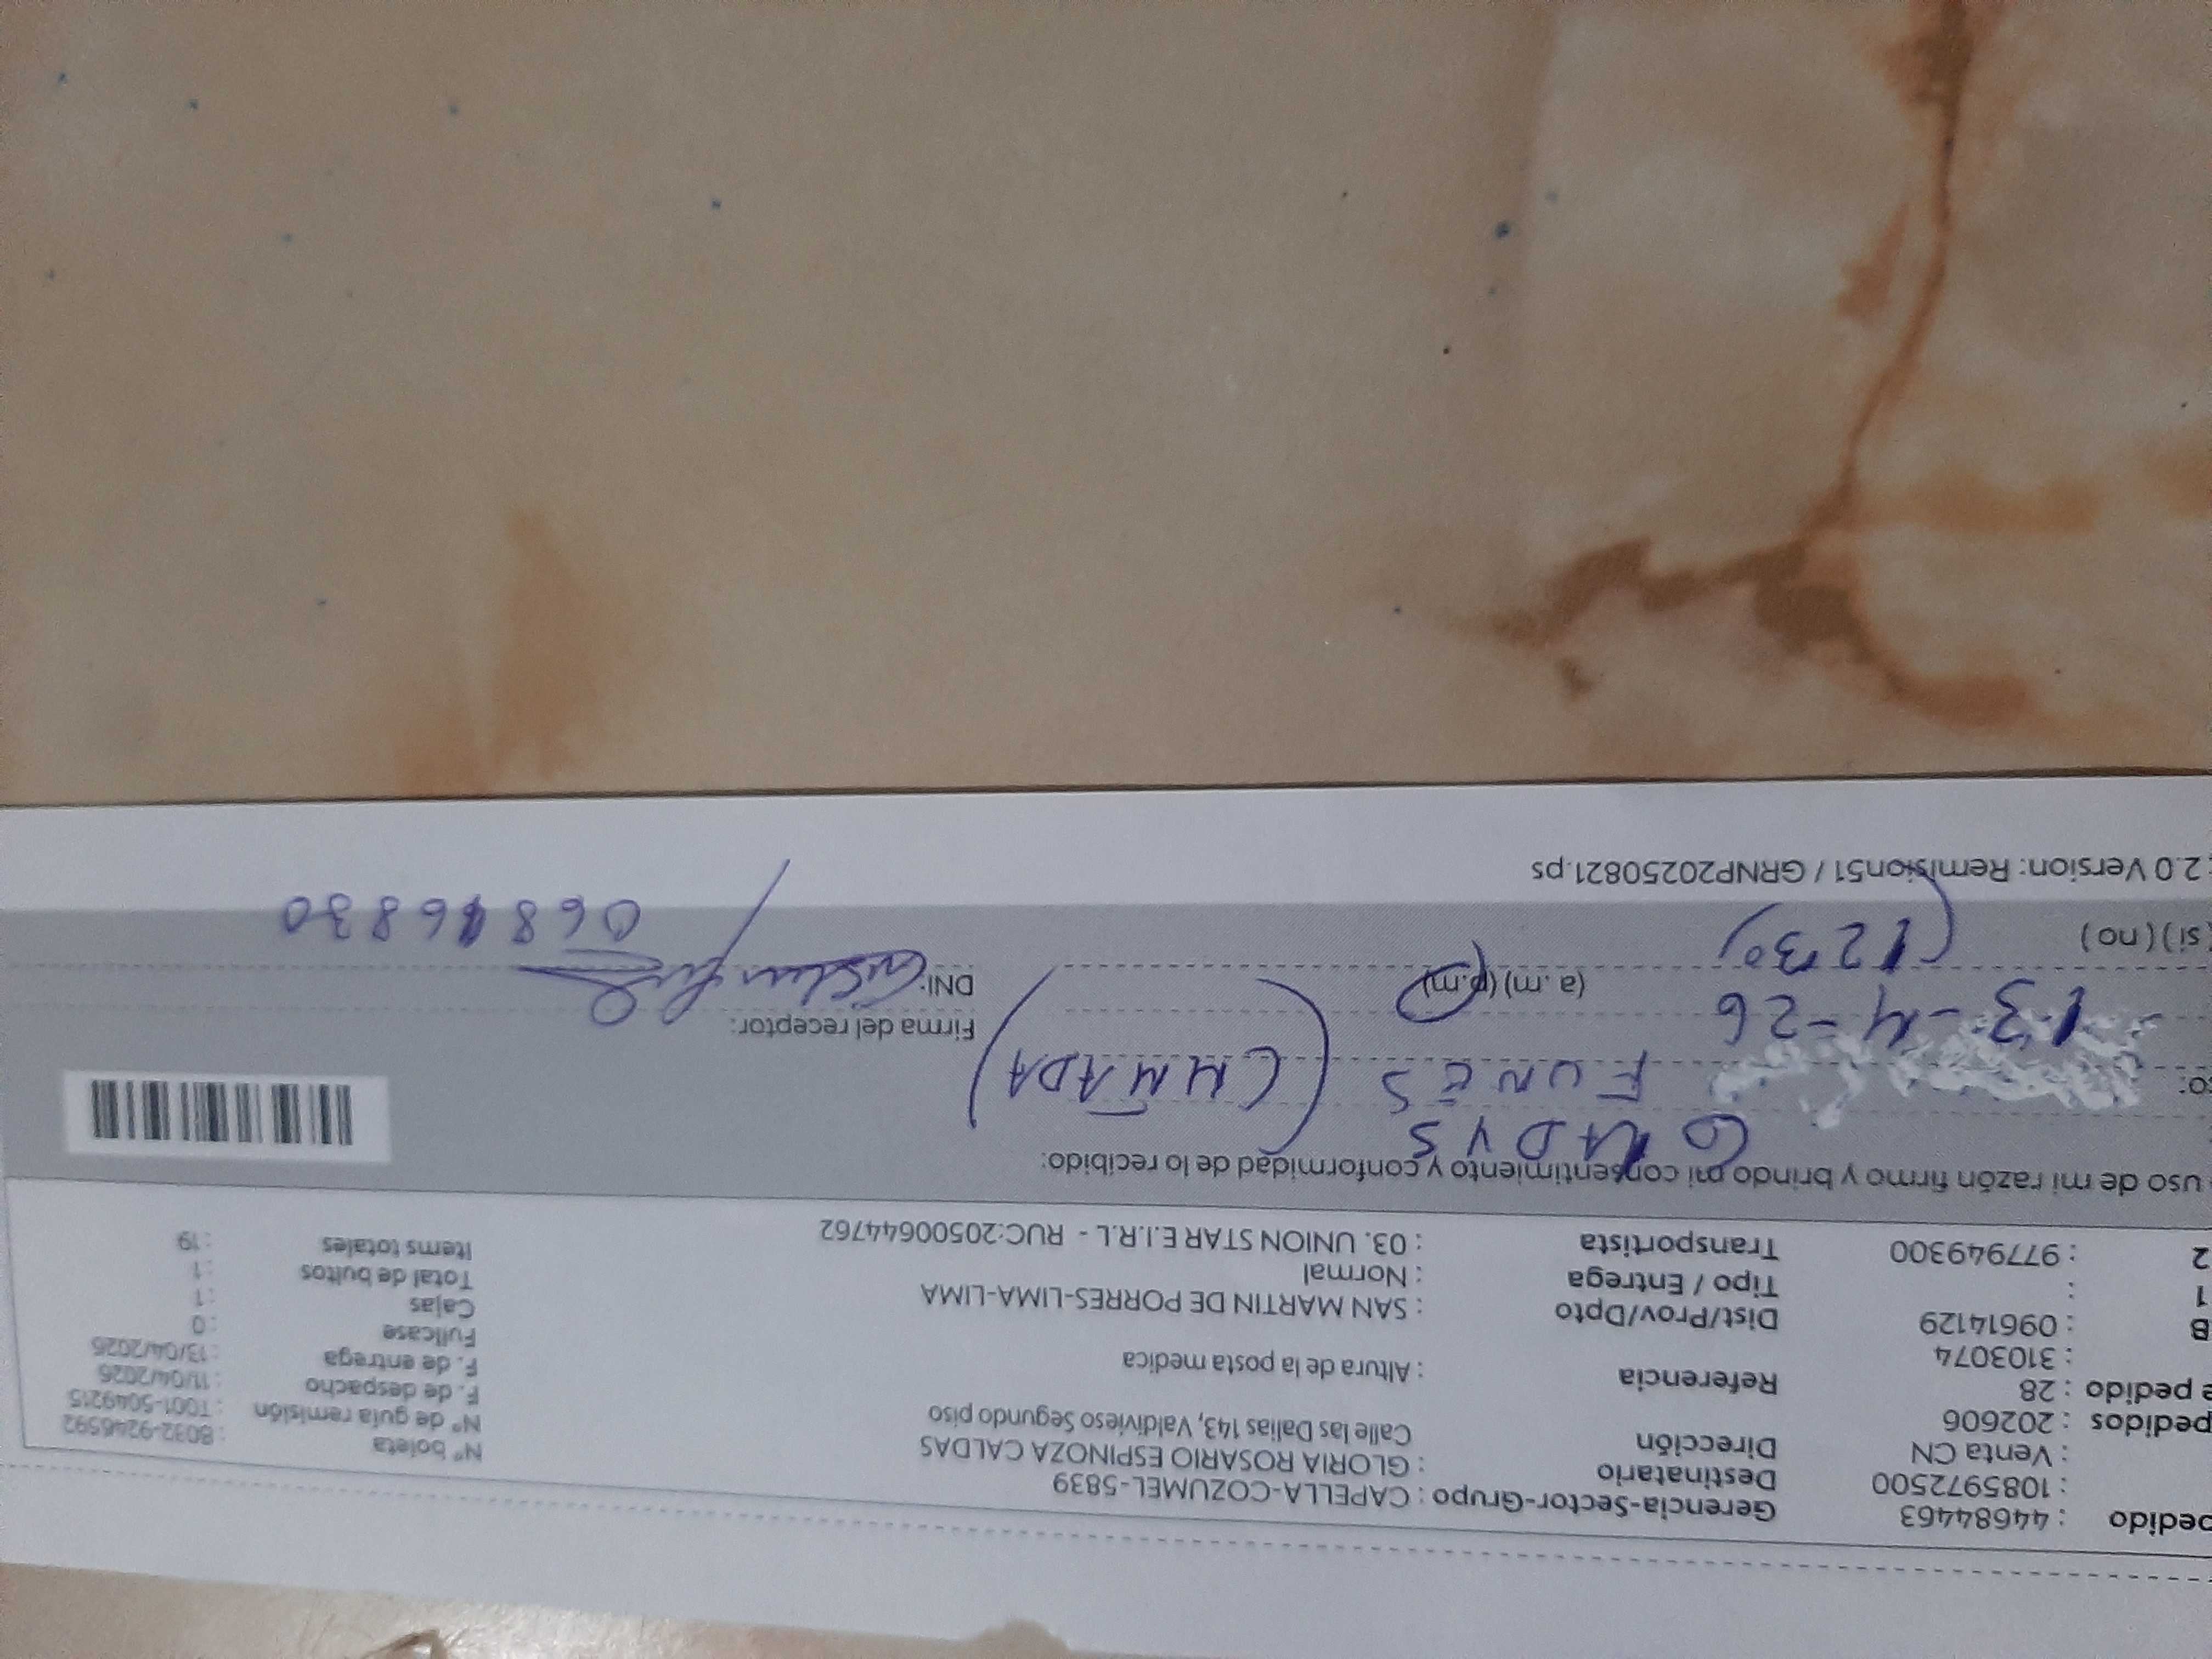 pedido : 44684463
: 1085972500
: Venta CN
pedidos : 202606
e pedido : 28
: 3103074
B : 09614129
1 :
2 : 977949300
Gerencia-Sector-Grupo : CAPELLA-COZUMEL-5839
Destinatario : GLORIA ROSARIO ESPINOZA CALDAS
Dirección Calle las Dalias 143, Valdivieso Segundo piso
Referencia : Altura de la posta medica
Dist/Prov/Dpto : SAN MARTIN DE PORRES-LIMA-LIMA
Tipo / Entrega : Normal
Transportista : 03. UNION STAR E.I.R.L - RUC:20500644762
N° boleta : B032-9246592
N° de guía remisión : T001-5049215
F. de despacho : 11/04/2026
F. de entrega : 13/04/2026
Fullcase : 0
Cajas : 1
Total de bultos : 1
Items totales : 19
uso de mi razón firmo y brindo mi consentimiento y conformidad de lo recibido:
GLADYS
FUNES (CUÑADA)
so:
13-4-26
(a.m) (p.m)
(12:30)
si ) ( no )
Firma del receptor:
DNI:
06816830
2.0 Version: Remision51 / GRNP20250821.ps